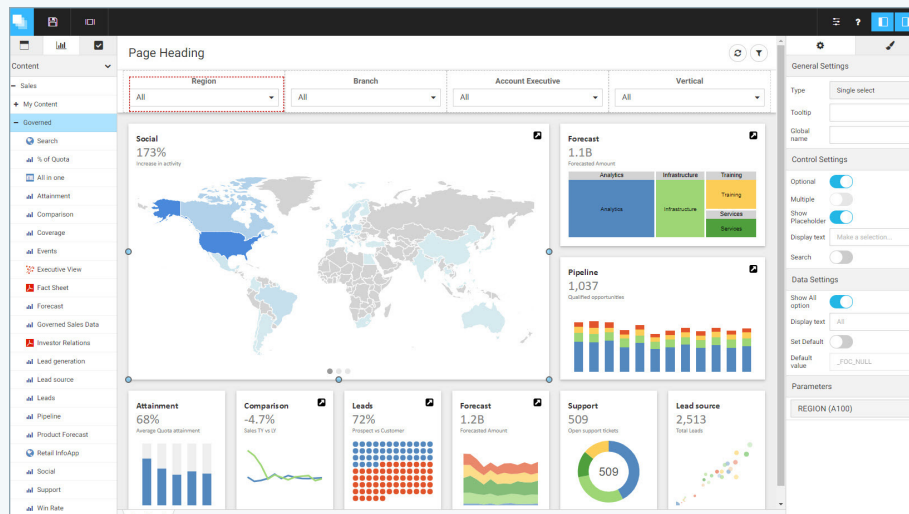 ?
Content
Sales
My Content
Governed
Search
% of Quota
All in one
Attainment
Comparison
Coverage
Events
Executive View
Fact Sheet
Forecast
Governed Sales Data
Investor Relations
Lead generation
Lead source
Leads
Pipeline
Product Forecast
Retail InfoApp
Social
Support
Win Rate
Page Heading
Region
Branch
Account Executive
Vertical
All
All
All
All
Social
173%
Increase in activity
Forecast
1.1B
Forecasted Amount
Analytics
Infrastructure
Training
Analytics
Infrastructure
Training
Services
Services
Pipeline
1,037
Qualified opportunities
Attainment
68%
Average Quota attainment
Comparison
-4.7%
Sales TY vs LY
Leads
72%
Prospect vs Customer
Forecast
1.2B
Forecasted Amount
Support
509
Open support tickets
509
Lead source
2,513
Total Leads
General Settings
Type
Single select
Tooltip
Global
name
Control Settings
Optional
Multiple
Show
Placeholder
Display text
Make a selection...
Search
Data Settings
Show All
option
Display text
All
Set Default
Default
value
_FOC_NULL
Parameters
REGION (A100)